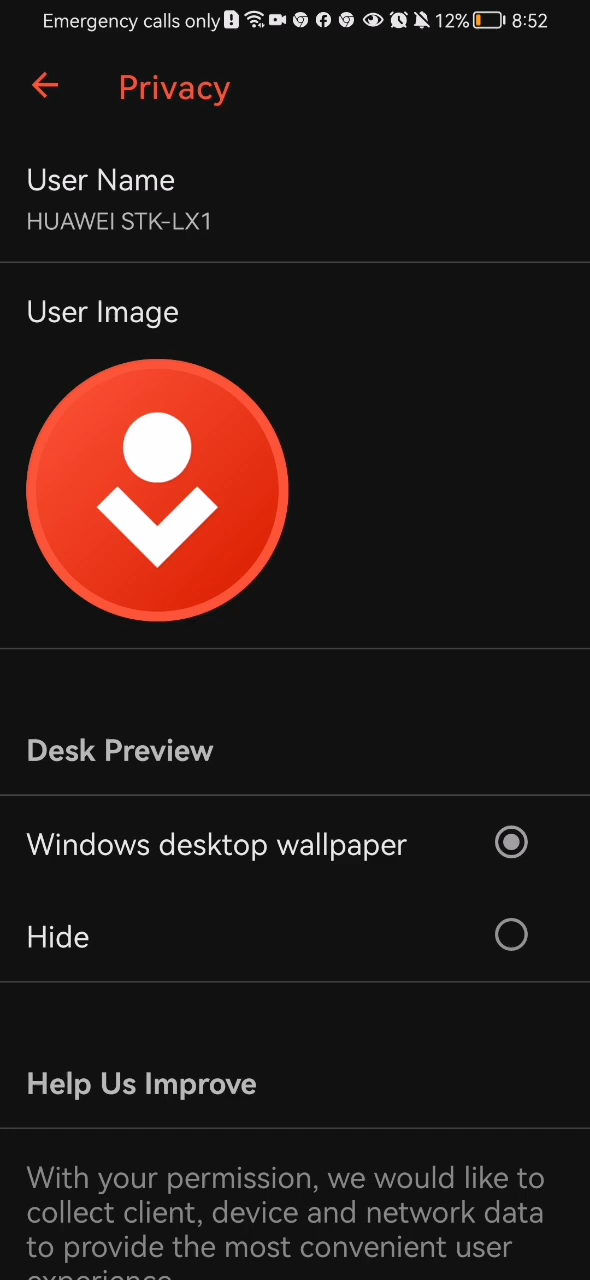 Emergency calls only 12% 8:52
Privacy
User Name
HUAWEI STK-LX1
User Image
Desk Preview
Windows desktop wallpaper
Hide
Help Us Improve
With your permission, we would like to
collect client, device and network data
to provide the most convenient user
experience